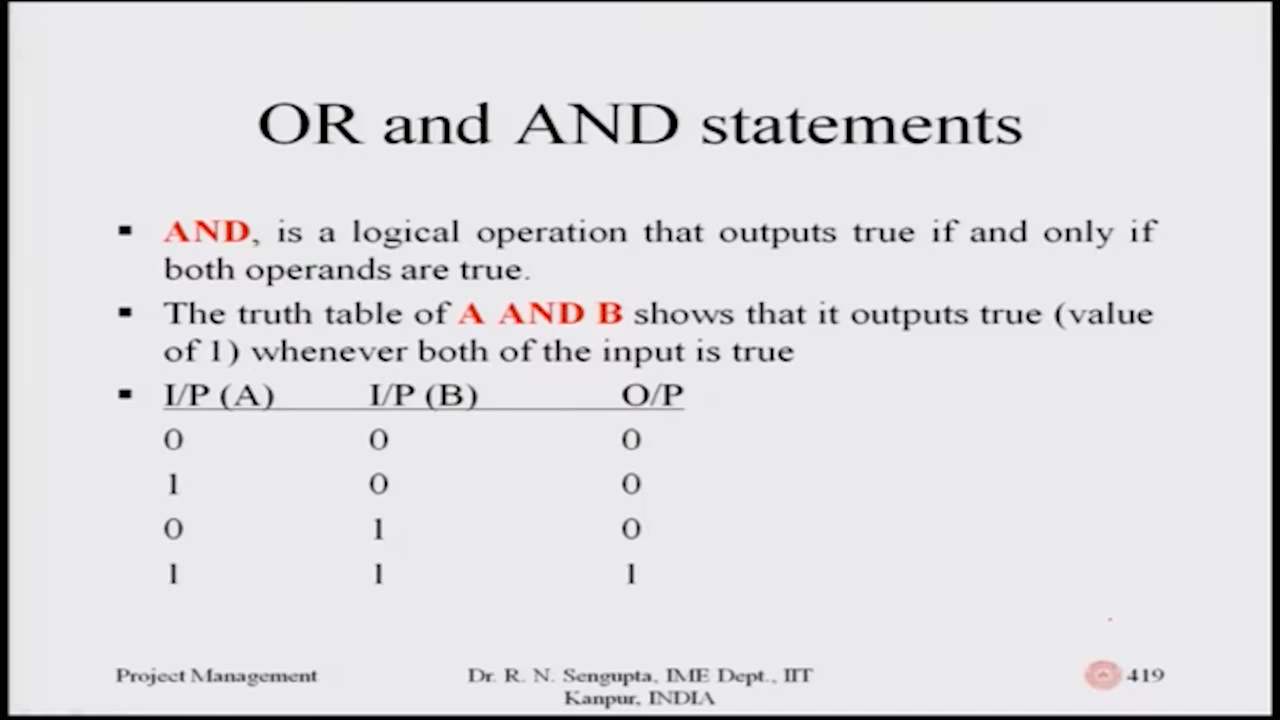 OR and AND statements
AND, is a logical operation that outputs true if and only if
both operands are true.
The truth table of A AND B shows that it outputs true (value
of 1) whenever both of the input is true
I/P (A) I/P (B) O/P
0 0 0
1 0 0
0 1 0
1 1 1
Project Management
Dr. R. N. Sengupta, IME Dept., IIT
Kanpur, INDIA
419